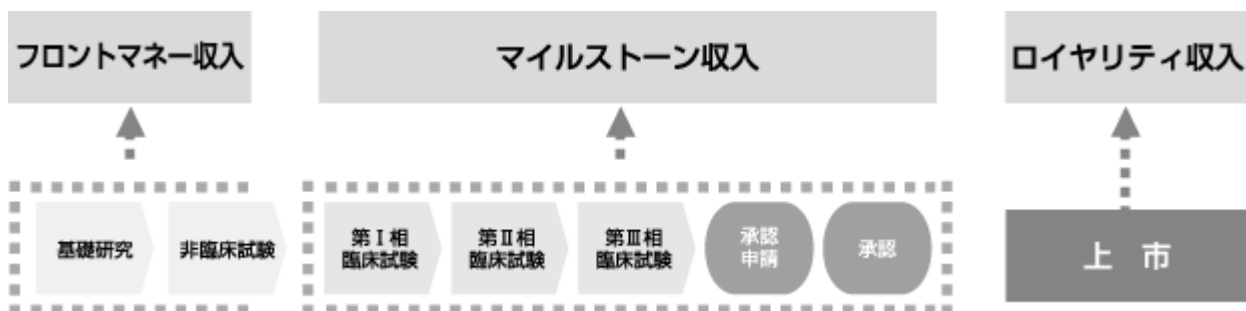 フロントマネー収入
マイルストーン収入
ロイヤリティ収入
基礎研究
非臨床試験
第Ⅰ相
臨床試験
第Ⅱ相
臨床試験
第Ⅲ相
臨床試験
承認
申請
承認
上 市